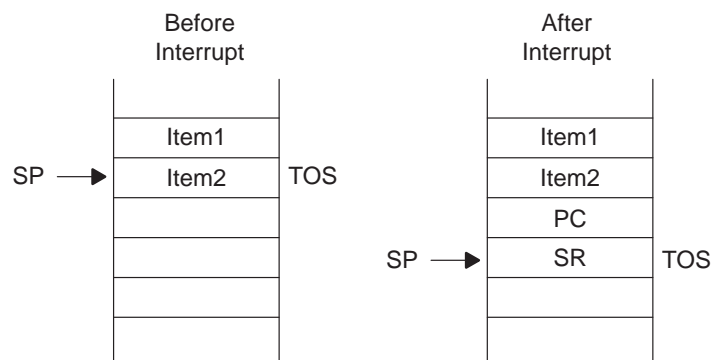 Before
Interrupt
Item1
SP
Item2
TOS
After
Interrupt
Item1
Item2
PC
SP
SR
TOS